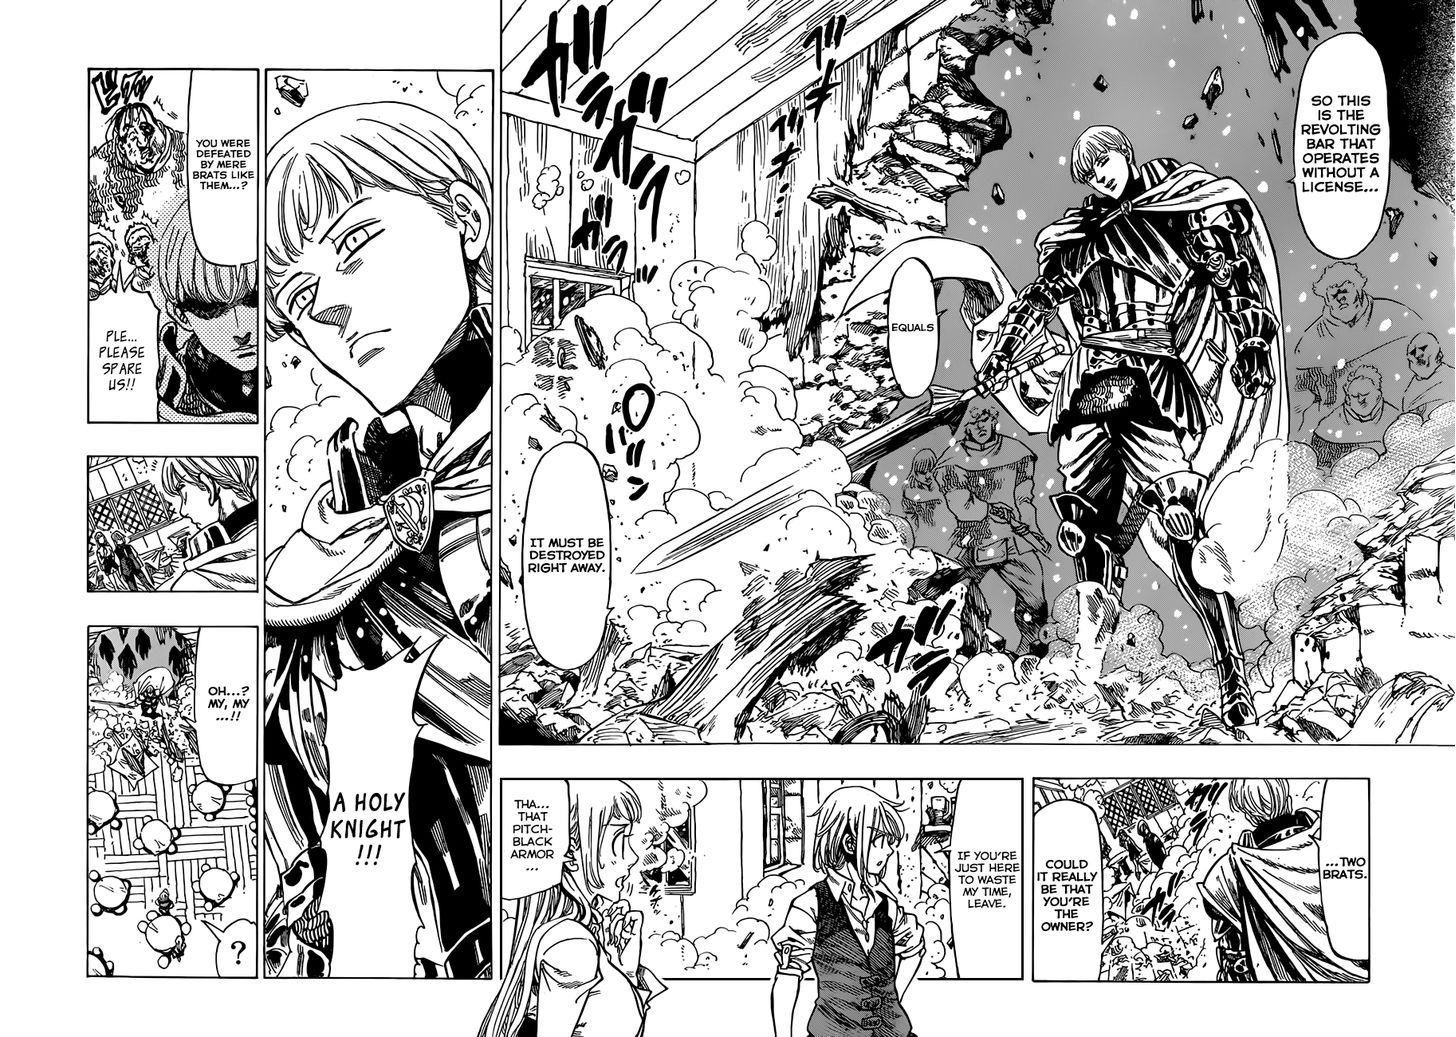 SO THIS
IS THE
REVOLTING
BAR THAT
OPERATES
WITHOUT A
LICENSE...
EQUALS
IT MUST BE
DESTROYED
RIGHT AWAY.
...TWO
BRATS.
COULD
IT REALLY
BE THAT
YOU'RE
THE
OWNER?
IF YOU'RE
JUST HERE
TO WASTE
MY TIME,
LEAVE.
THA...
THAT
PITCH-
BLACK
ARMOR
...
A HOLY
KNIGHT
!!!
YOU WERE
DEFEATED
BY MERE
BRATS LIKE
THEM...?
PLE...
PLEASE
SPARE
US!!
OH...?
MY, MY
...!!
?